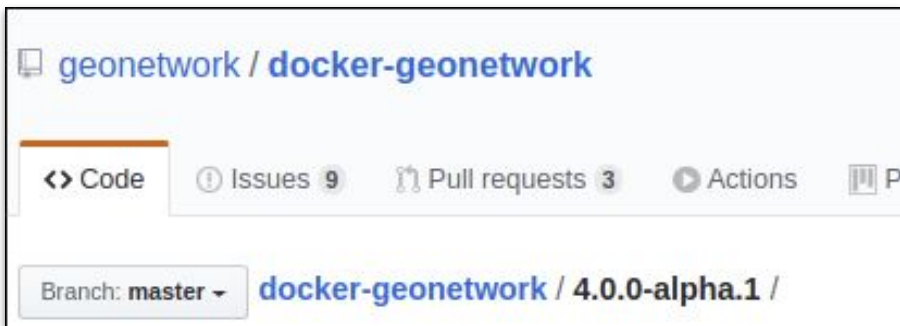 geonetwork / docker-geonetwork
<> Code Issues 9 Pull requests 3 Actions P
Branch: master docker-geonetwork / 4.0.0-alpha.1 /